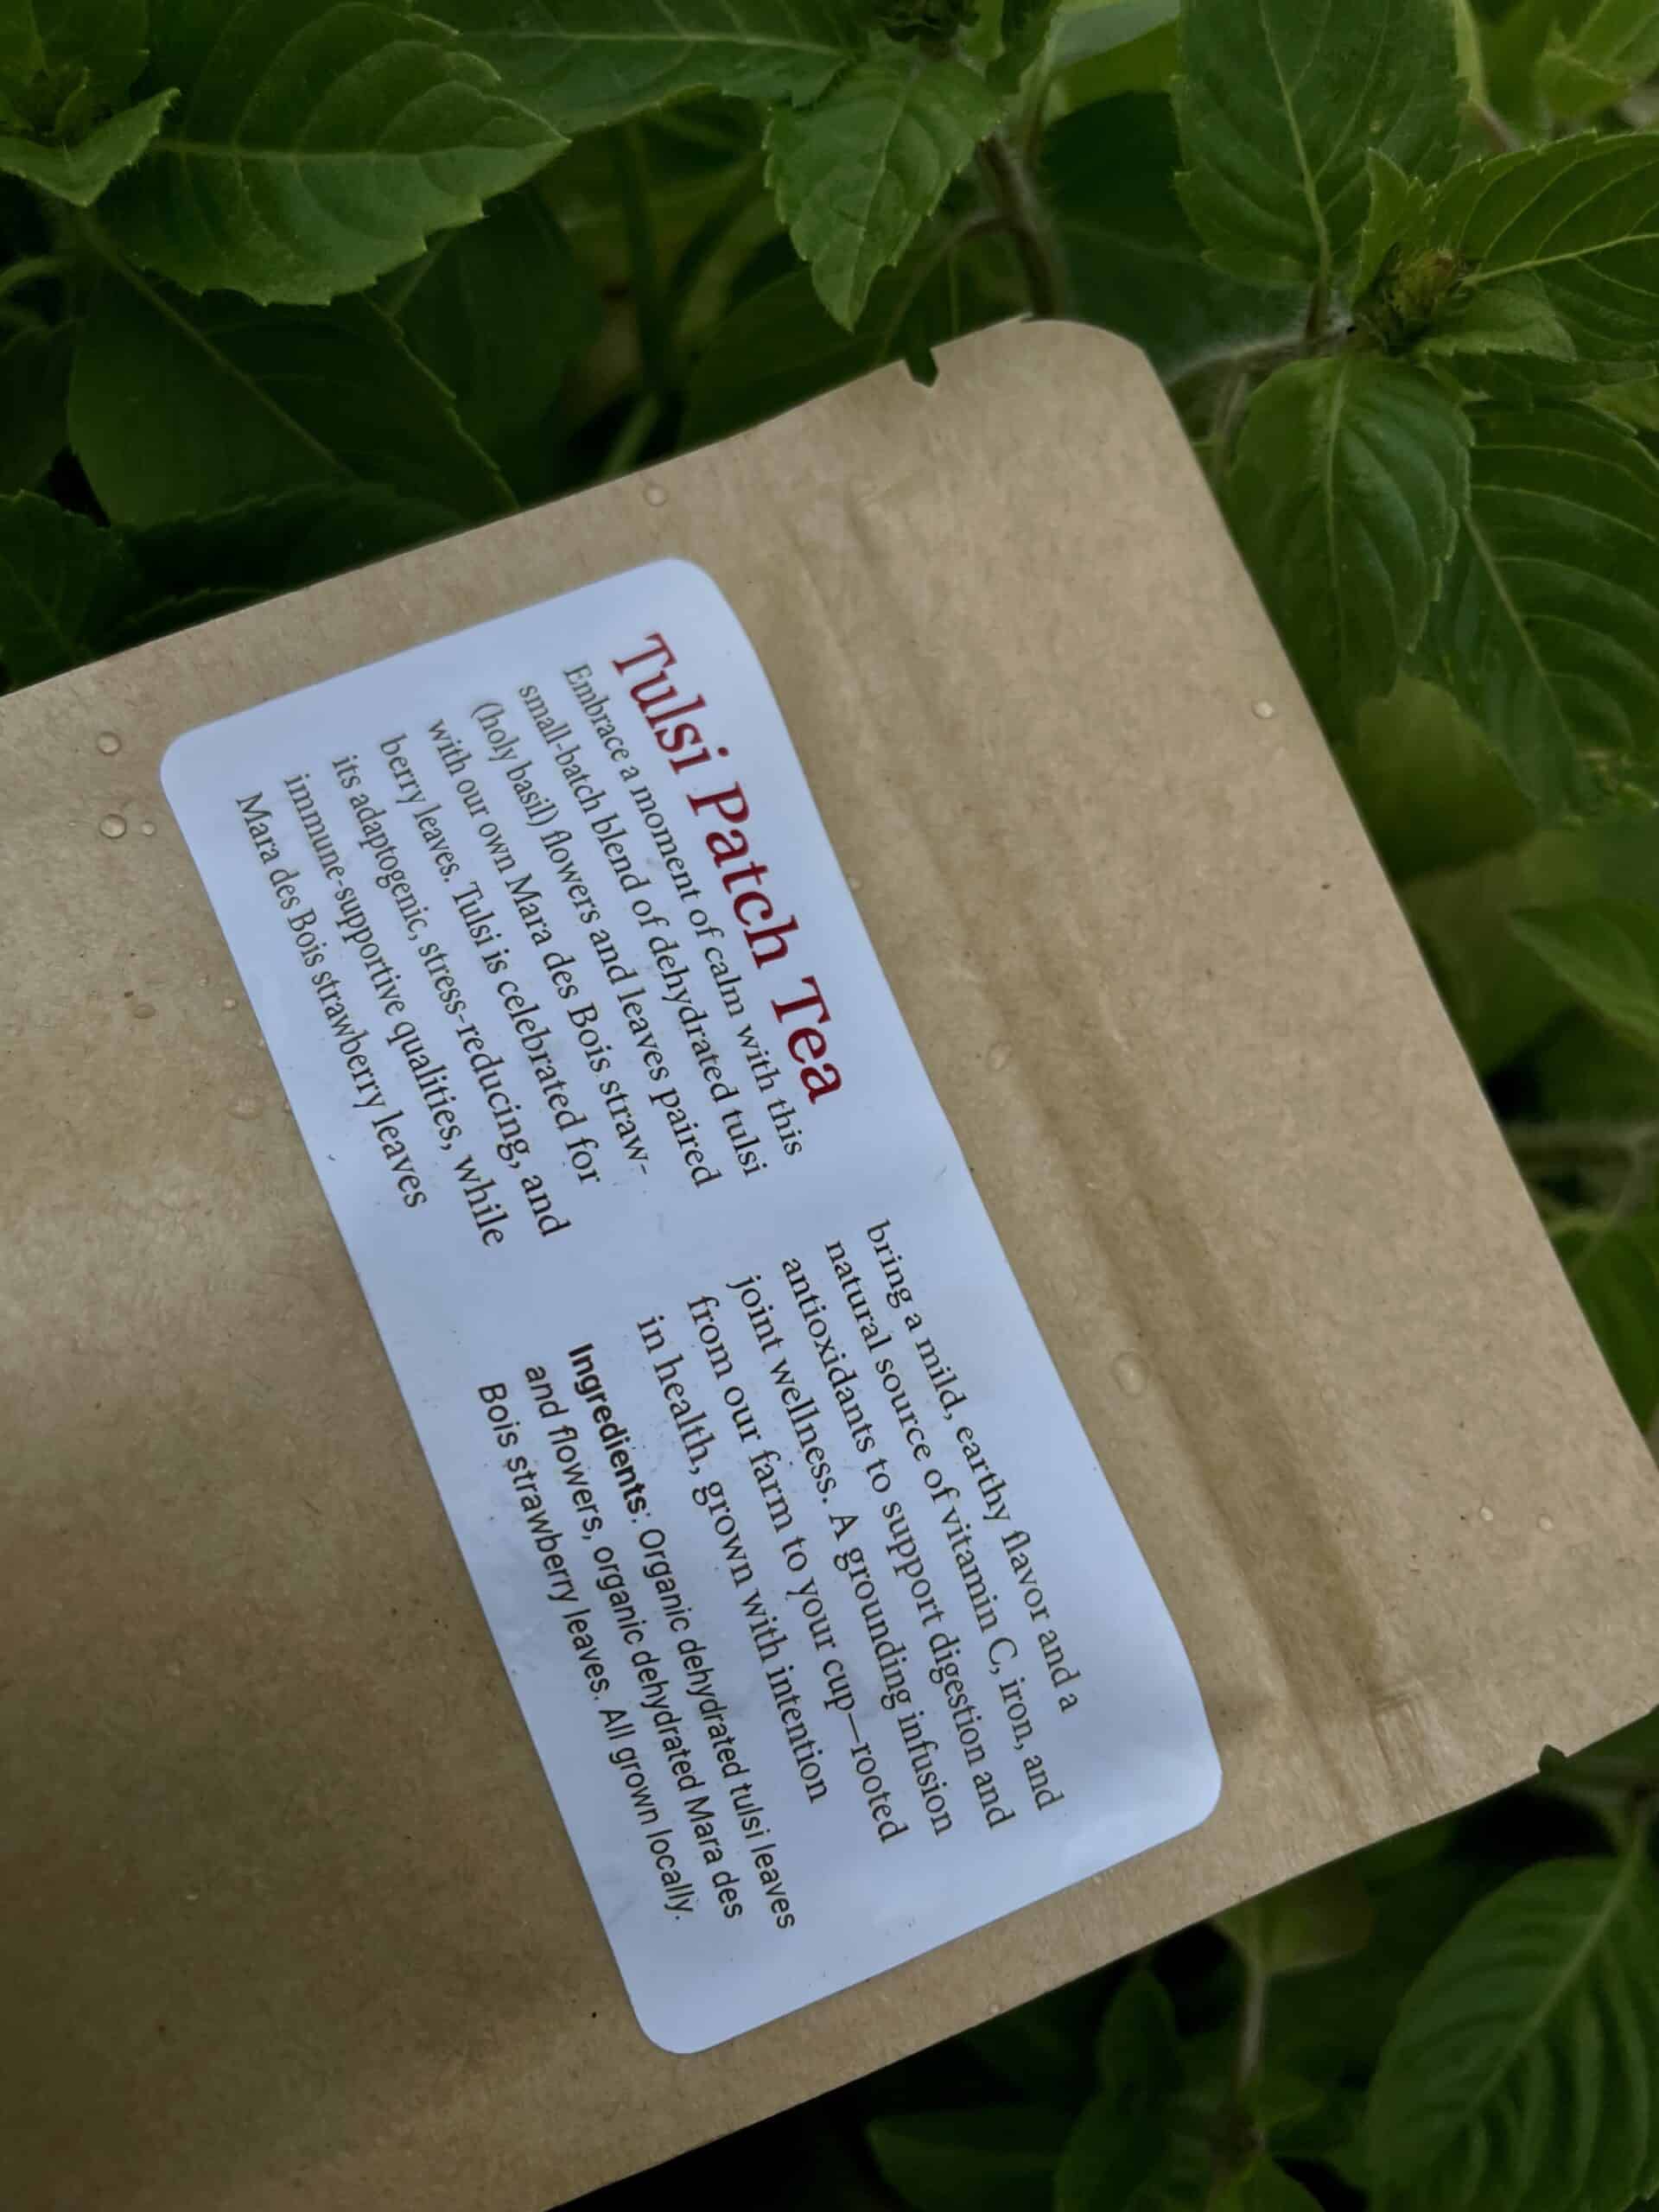 Tulsi Patch Tea
Embrace a moment of calm with this
small-batch blend of dehydrated tulsi
(holy basil) flowers and leaves paired
with our own Mara des Bois straw-
berry leaves. Tulsi is celebrated for
its adaptogenic, stress-reducing, and
immune-supportive qualities, while
Mara des Bois strawberry leaves
bring a mild, earthy flavor and a
natural source of vitamin C, iron, and
antioxidants to support digestion and
joint wellness. A grounding infusion
from our farm to your cup—rooted
in health, grown with intention
Ingredients: Organic dehydrated tulsi leaves
and flowers, organic dehydrated Mara des
Bois strawberry leaves. All grown locally.